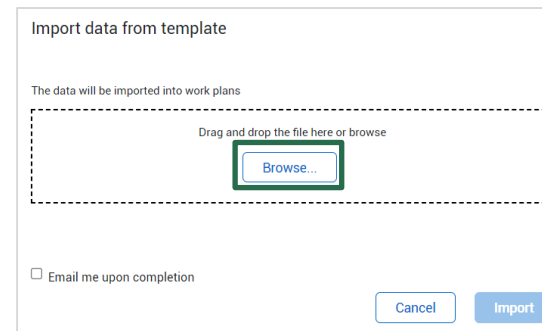 Import data from template
The data will be imported into work plans
Drag and drop the file here or browse
Browse...
Email me upon completion
Cancel Import